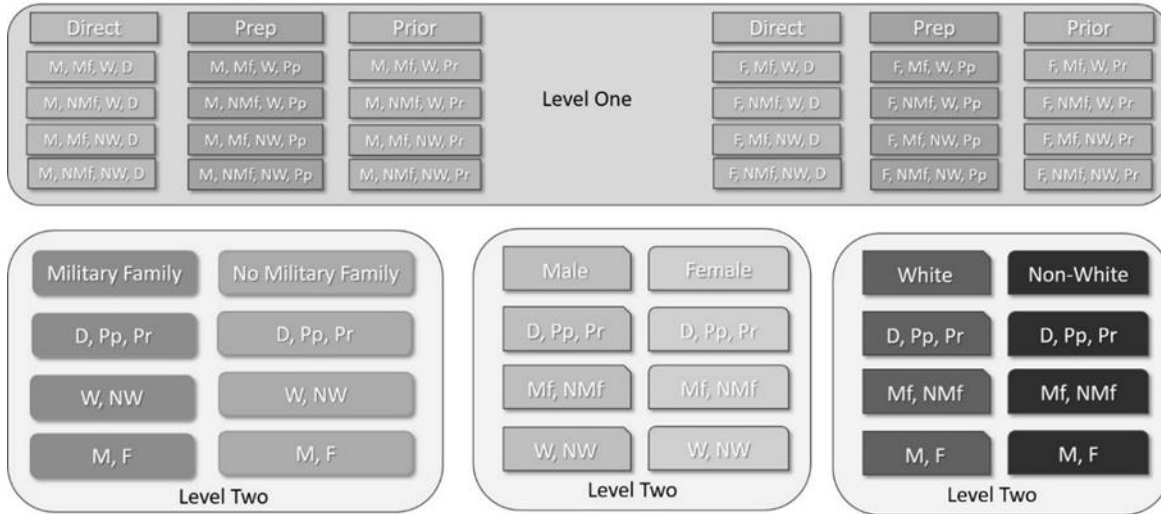 Direct Prep Prior Direct Prep Prior
M, Mf, W, D M, Mf, W, Pp M, Mf, W, Pr F, Mf, W, D F, Mf, W, Pp F, Mf, W, Pr
Level One
M, NMf, W, D M, NMf, W, Pp M, NMf, W, Pr F, NMf, W, D F, NMf, W, Pp F, NMf, W, Pr
M, Mf, NW, D M, Mf, NW, Pp M, Mf, NW, Pr F, Mf, NW, D F, Mf, NW, Pp F, Mf, NW, Pr
M, NMf, NW, D M, NMf, NW, Pp M, NMf, NW, Pr F, NMf, NW, D F, NMf, NW, Pp F, NMf, NW, Pr
Military Family No Military Family
D, Pp, Pr D, Pp, Pr
W, NW W, NW
M, F M, F
Level Two
Male Female
D, Pp, Pr D, Pp, Pr
Mf, NMf Mf, NMf
W, NW W, NW
Level Two
White Non-White
D, Pp, Pr D, Pp, Pr
Mf, NMf Mf, NMf
M, F M, F
Level Two